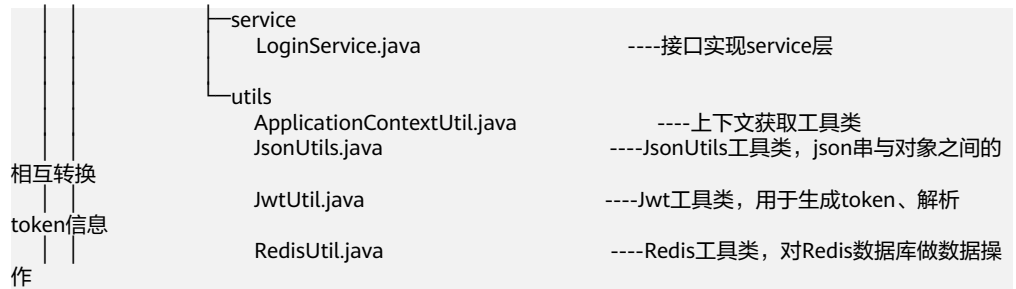 ├─service
LoginService.java ----接口实现service层
└─utils
ApplicationContextUtil.java ----上下文获取工具类
JsonUtils.java ----JsonUtils工具类，json串与对象之间的
相互转换
JwtUtil.java ----Jwt工具类，用于生成token、解析
token信息
RedisUtil.java ----Redis工具类，对Redis数据库做数据操
作